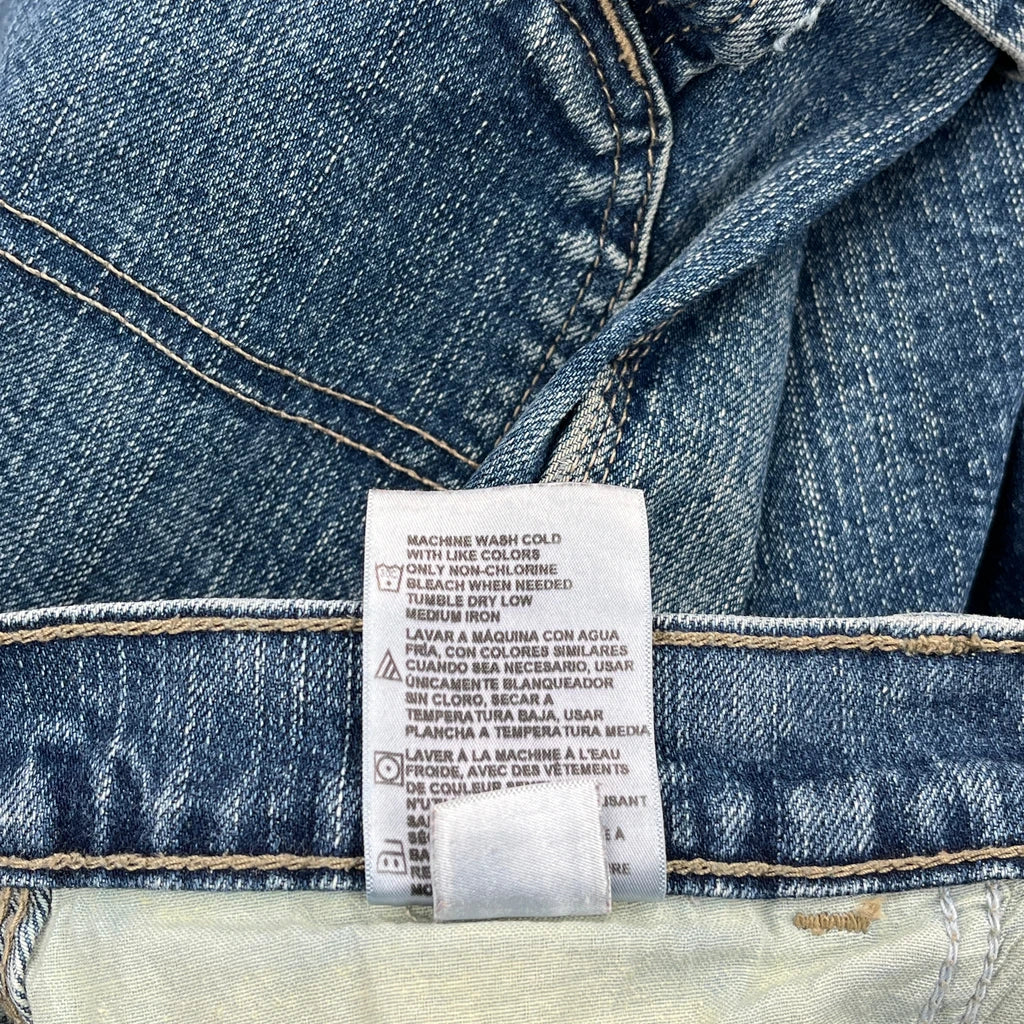 MACHINE WASH COLD
WITH LIKE COLORS
ONLY NON-CHLORINE
BLEACH WHEN NEEDED
TUMBLE DRY LOW
MEDIUM IRON
LAVAR A MÁQUINA CON AGUA
FRÍA, CON COLORES SIMILARES
CUANDO SEA NECESARIO, USAR
ÚNICAMENTE BLANQUEADOR
SIN CLORO, SECAR A
TEMPERATURA BAJA, USAR
PLANCHA A TEMPERATURA MEDIA
LAVER À LA MACHINE À L'EAU
FROIDE, AVEC DES VÊTEMENTS
DE COULEUR